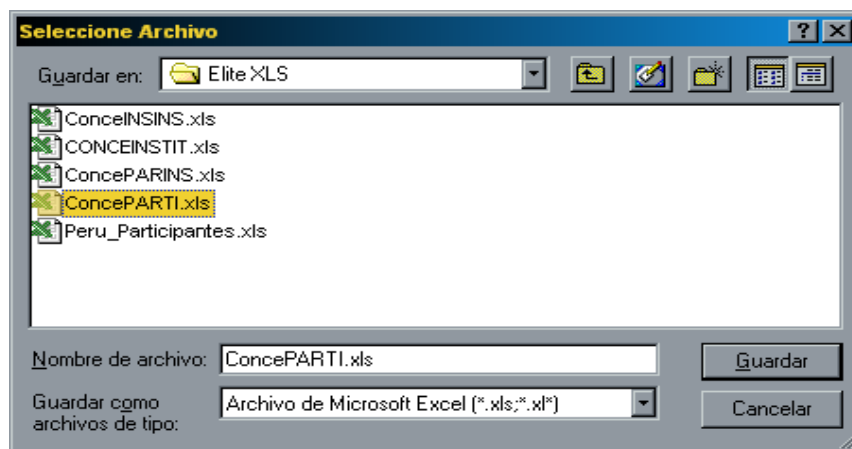 Seleccione Archivo
Guardar en: Elite XLS
ConceINSINS.xls
CONCEINSTIT.xls
ConcePARINS.xls
ConcePARTI.xls
Peru_Participantes.xls
Nombre de archivo: ConcePARTI.xls
Guardar
Guardar como archivos de tipo:
Archivo de Microsoft Excel (*.xls;*.xl*)
Cancelar